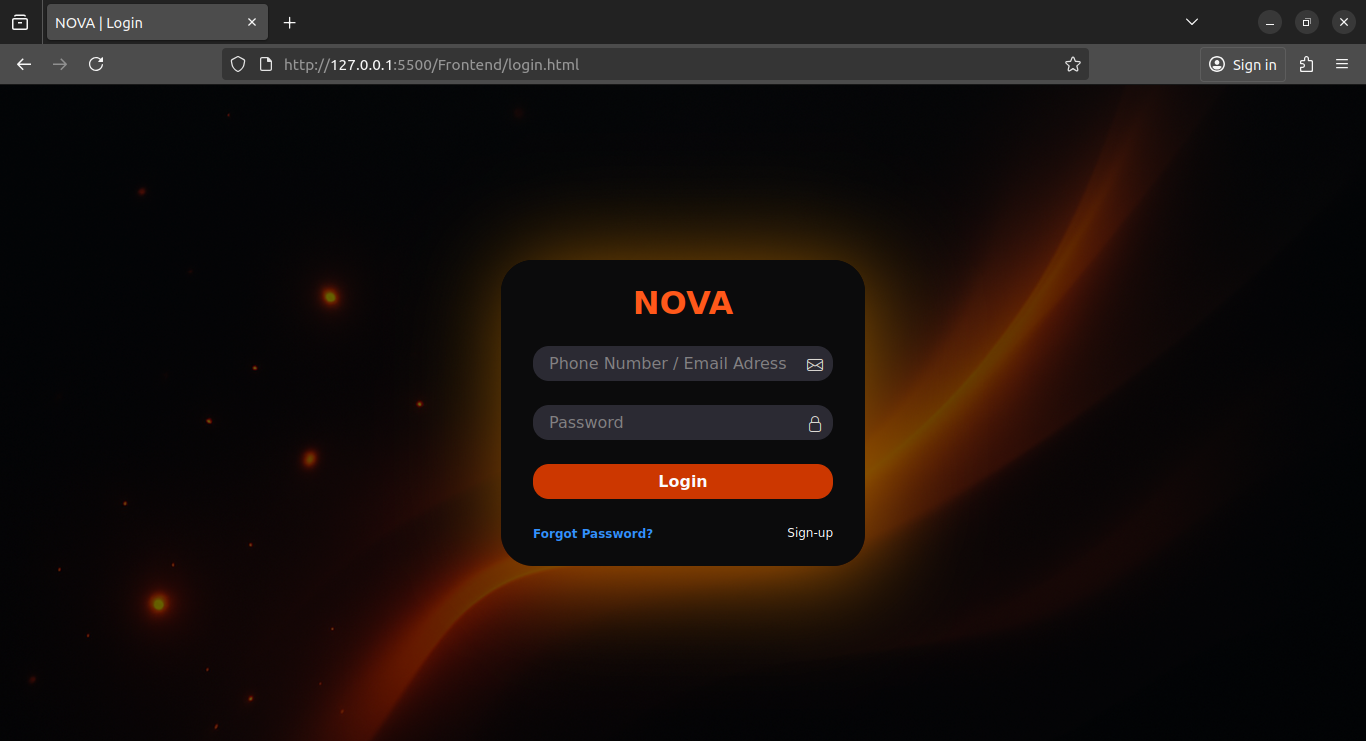 NOVA | Login
http://127.0.0.1:5500/Frontend/login.html
Sign in
NOVA
Phone Number / Email Adress
Password
Login
Forgot Password?
Sign-up